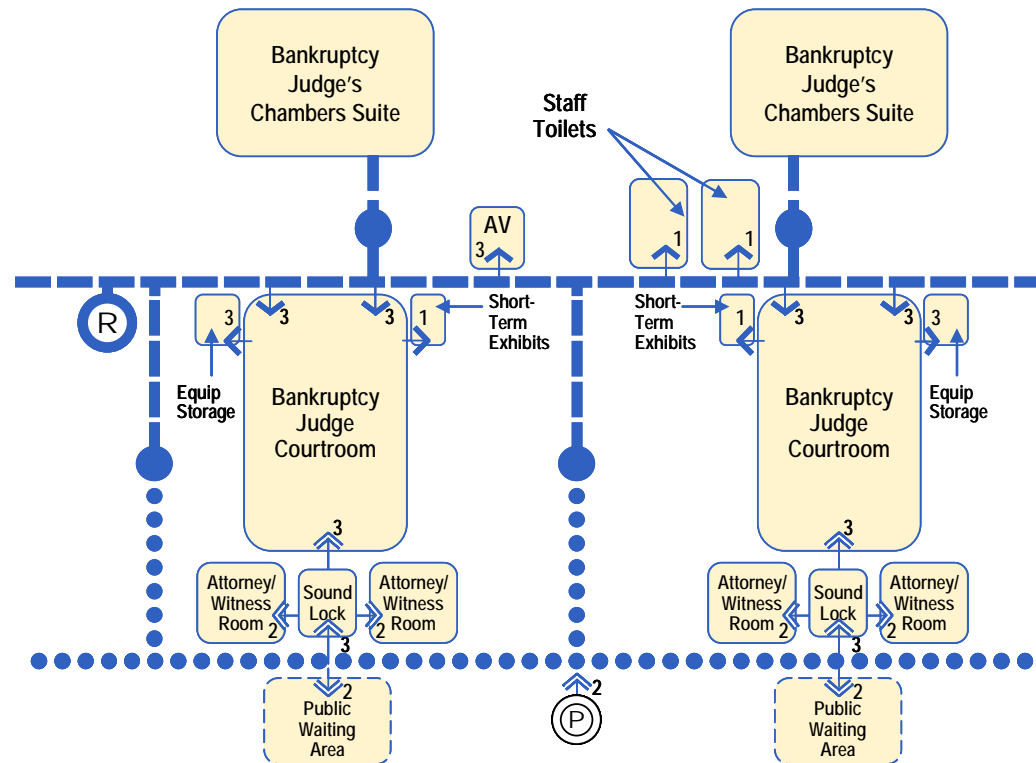 Bankruptcy
Judge's
Chambers Suite
Bankruptcy
Judge's
Chambers Suite
Staff
Toilets
AV
3
1
1
R
3
Equip
Storage
3
3
1
Short-
Term
Exhibits
Short-
Term
Exhibits
1
3
3
3
Equip
Storage
Bankruptcy
Judge
Courtroom
Bankruptcy
Judge
Courtroom
3
3
Attorney/
Witness
Room
2
Sound
Lock
Attorney/
Witness
Room
2
3
Attorney/
Witness
Room
2
Sound
Lock
Attorney/
Witness
Room
2
3
2
Public
Waiting
Area
2
P
2
Public
Waiting
Area